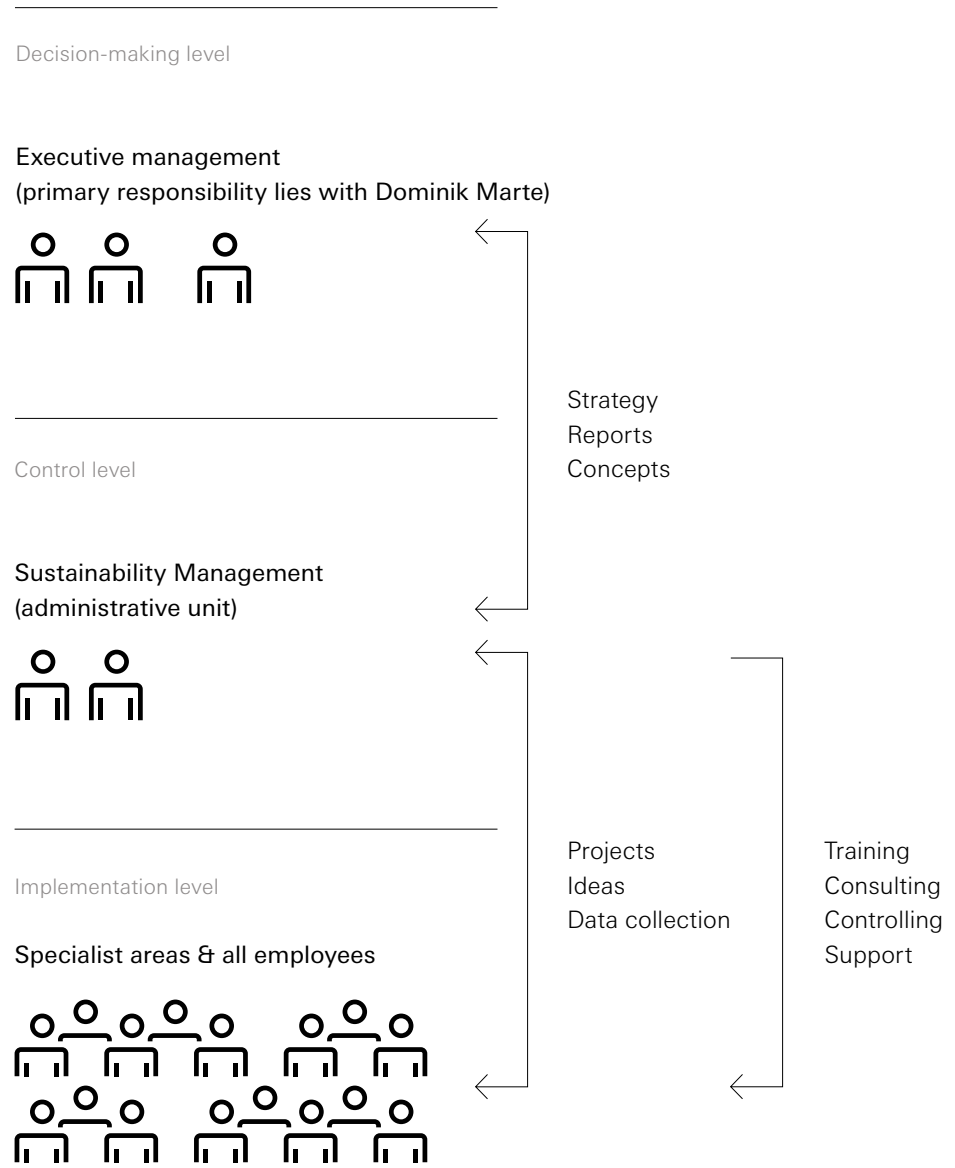 Decision-making level
Executive management
(primary responsibility lies with Dominik Marte)
Strategy
Reports
Concepts
Control level
Sustainability Management
(administrative unit)
Projects
Ideas
Data collection
Training
Consulting
Controlling
Support
Implementation level
Specialist areas & all employees